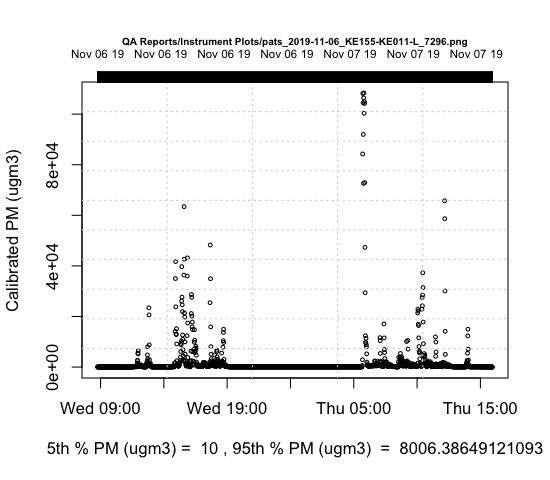 QA Reports/Instrument Plots/pats_2019-11-06_KE155-KE011-L_7296.png
Nov 06 19 Nov 06 19 Nov 06 19 Nov 07 19 Nov 07 19 Nov 07 19 Nov 07 19
Calibrated PM (ugm3)
8e+04
4e+04
0e+00
Wed 09:00 Wed 19:00 Thu 05:00 Thu 15:00
5th % PM (ugm3) = 10 , 95th % PM (ugm3) = 8006.38649121093